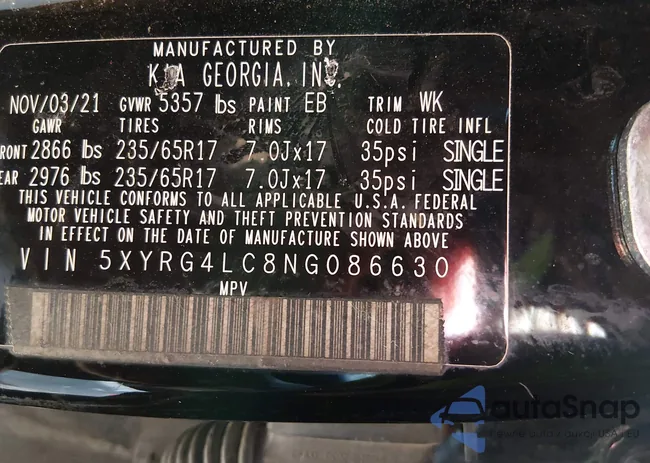 MANUFACTURED BY
KIA GEORGIA, INC.
NOV/03/21 GVWR 5357 lbs PAINT EB TRIM WK
GAWR TIRES RIMS COLD TIRE INFL
RONT 2866 lbs 235/65R17 7.0Jx17 35psi SINGLE
EAR 2976 lbs 235/65R17 7.0Jx17 35psi SINGLE
THIS VEHICLE CONFORMS TO ALL APPLICABLE U.S.A. FEDERAL
MOTOR VEHICLE SAFETY AND THEFT PREVENTION STANDARDS
IN EFFECT ON THE DATE OF MANUFACTURE SHOWN ABOVE
VIN 5XYRG4LC8NG086630
MPV
autaSnap